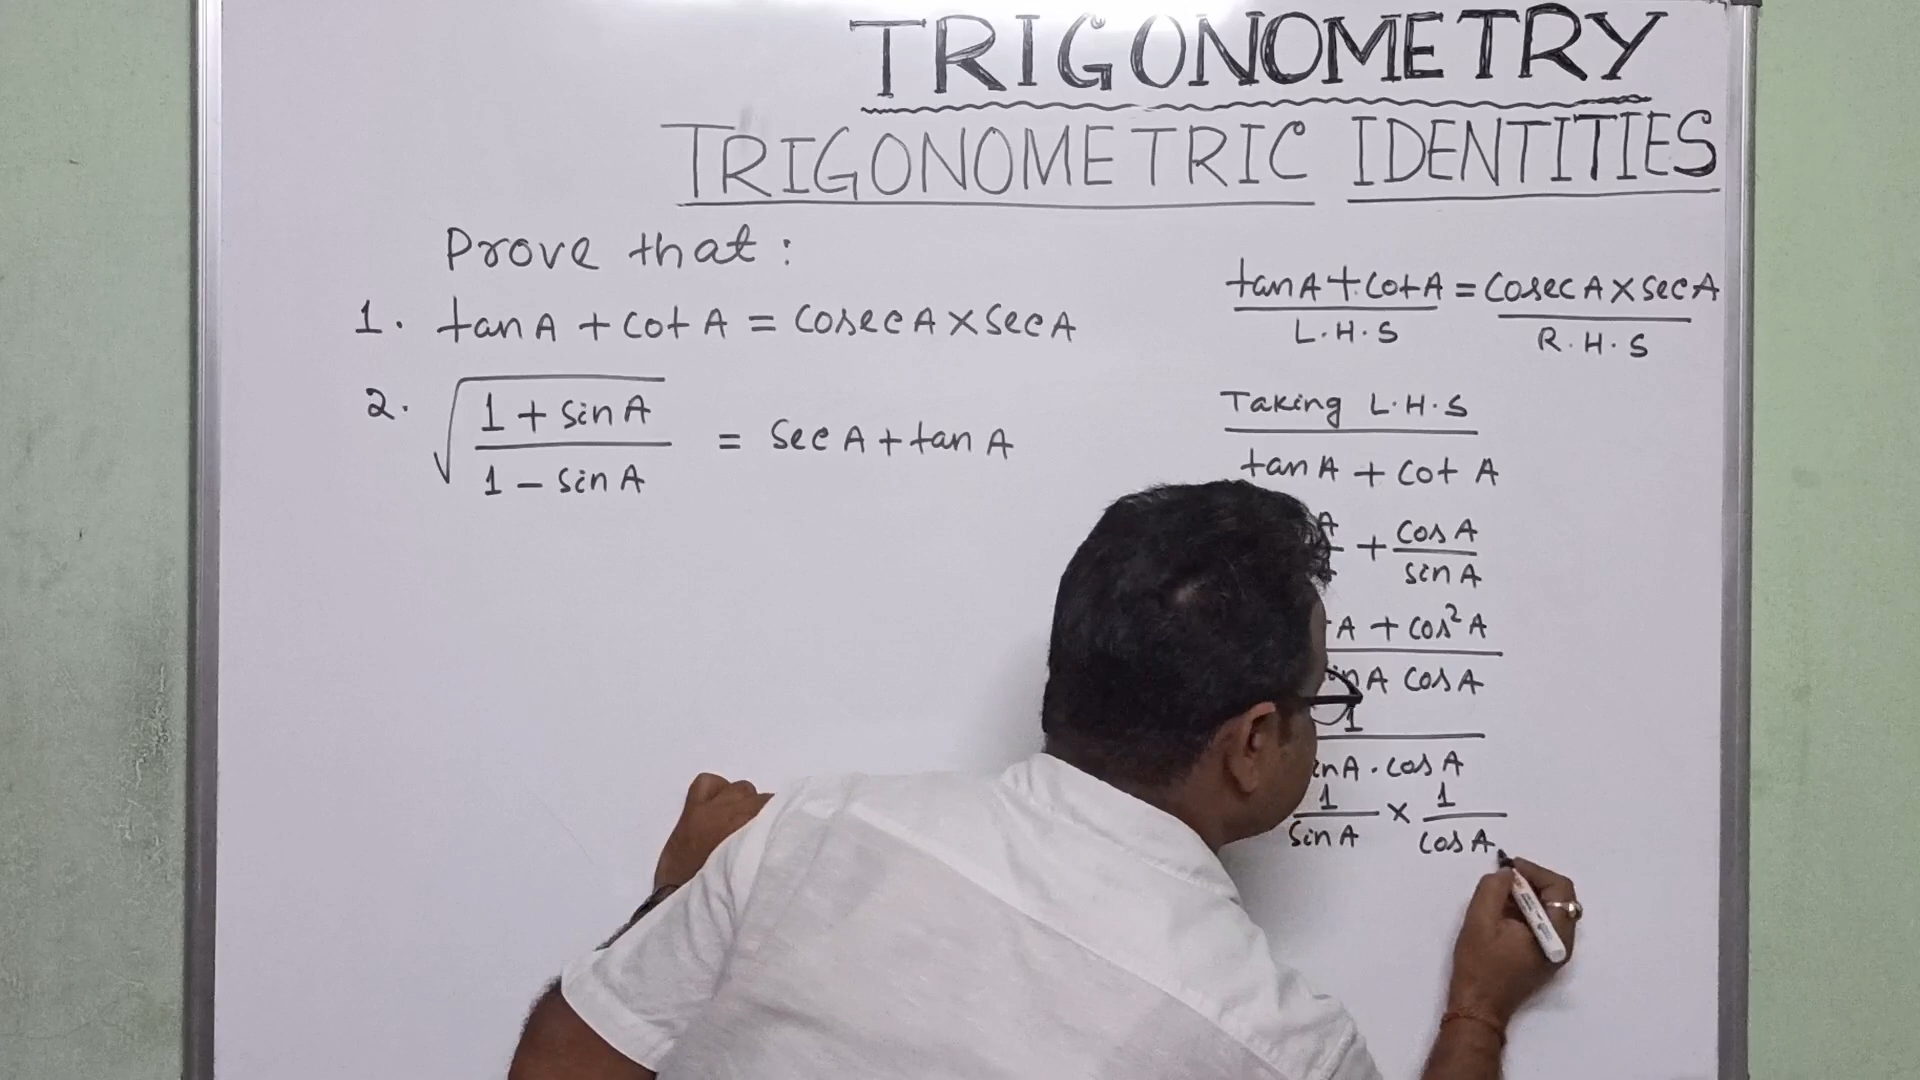 TRIGONOMETRY
TRIGONOMETRIC IDENTITIES
Prove that :
1. tan A + cot A = cosec A × sec A
2. √((1 + sin A)/(1 - sin A)) = sec A + tan A
tan A + cot A = cosec A × sec A
L.H.S R.H.S
Taking L.H.S
tan A + cot A
A + cos A
sin A
A + cos² A
A cos A
1
A . cos A
1 × 1
sin A cos A